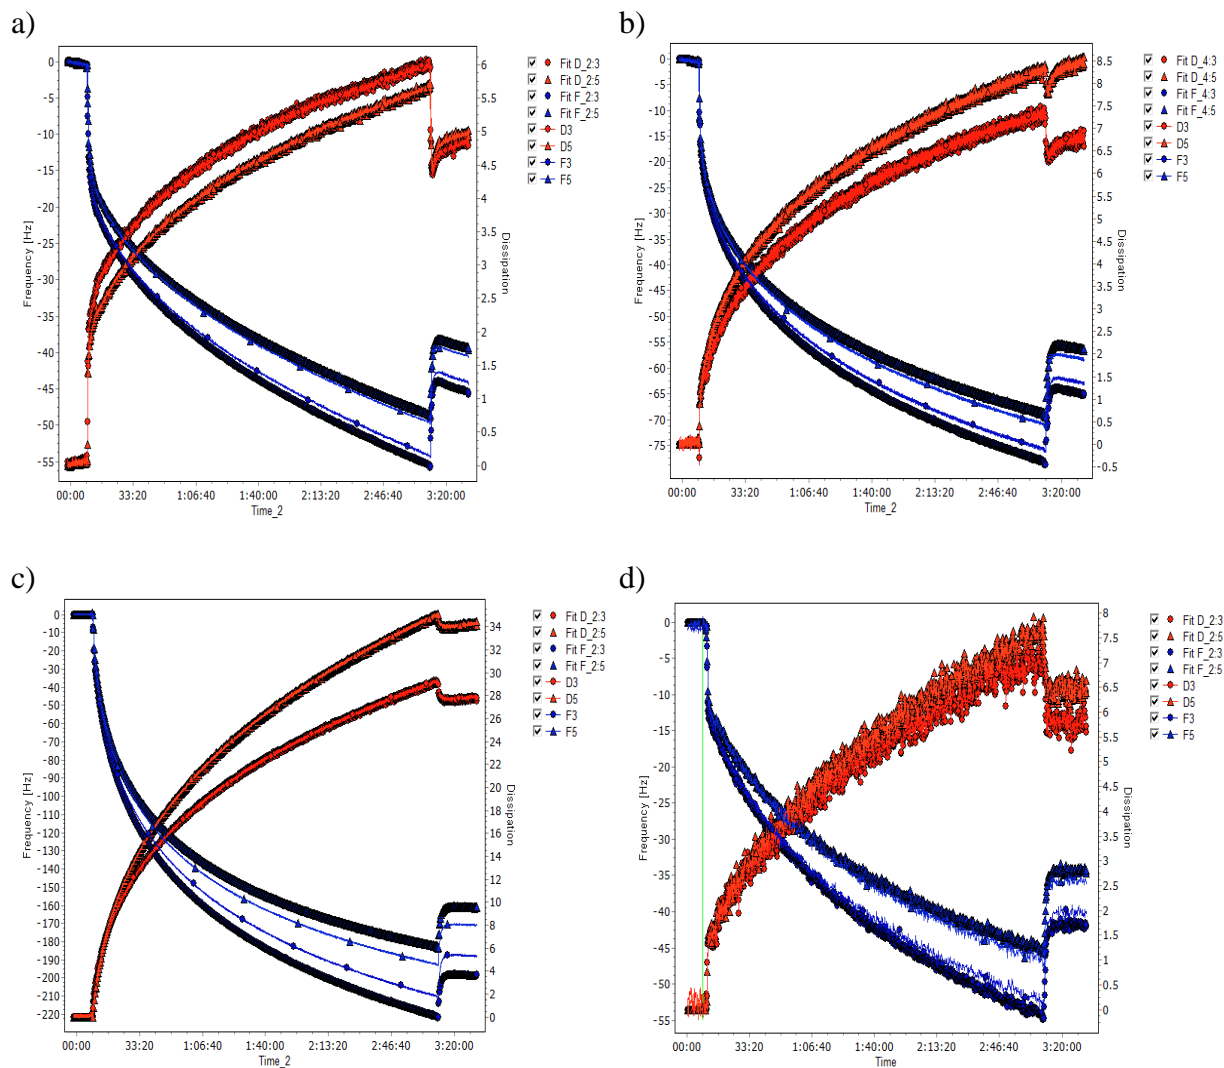 a)
Frequency [Hz]
0
-5
-10
-15
-20
-25
-30
-35
-40
-45
-50
-55
6
5.5
5
4.5
4
3.5
3
2.5
2
1.5
1
0.5
0
Dissipation
00:00 33:20 1:06:40 1:40:00 2:13:20 2:46:40 3:20:00
Time_2
Fit D_2:3
Fit D_2:5
Fit F_2:3
Fit F_2:5
D3
D5
F3
F5
b)
Frequency [Hz]
0
-5
-10
-15
-20
-25
-30
-35
-40
-45
-50
-55
-60
-65
-70
-75
8.5
8
7.5
7
6.5
6
5.5
5
4.5
4
3.5
3
2.5
2
1.5
1
0.5
0
-0.5
Dissipation
00:00 33:20 1:06:40 1:40:00 2:13:20 2:46:40 3:20:00
Time_2
Fit D_4:3
Fit D_4:5
Fit F_4:3
Fit F_4:5
D3
D5
F3
F5
c)
Frequency [Hz]
0
-10
-20
-30
-40
-50
-60
-70
-80
-90
-100
-110
-120
-130
-140
-150
-160
-170
-180
-190
-200
-210
-220
34
32
30
28
26
24
22
20
18
16
14
12
10
8
6
4
2
0
Dissipation
00:00 33:20 1:06:40 1:40:00 2:13:20 2:46:40 3:20:00
Time_2
Fit D_2:3
Fit D_2:5
Fit F_2:3
Fit F_2:5
D3
D5
F3
F5
d)
Frequency [Hz]
0
-5
-10
-15
-20
-25
-30
-35
-40
-45
-50
-55
8
7.5
7
6.5
6
5.5
5
4.5
4
3.5
3
2.5
2
1.5
1
0.5
0
Dissipation
00:00 33:20 1:06:40 1:40:00 2:13:20 2:46:40 3:20:00
Time
Fit D_2:3
Fit D_2:5
Fit F_2:3
Fit F_2:5
D3
D5
F3
F5